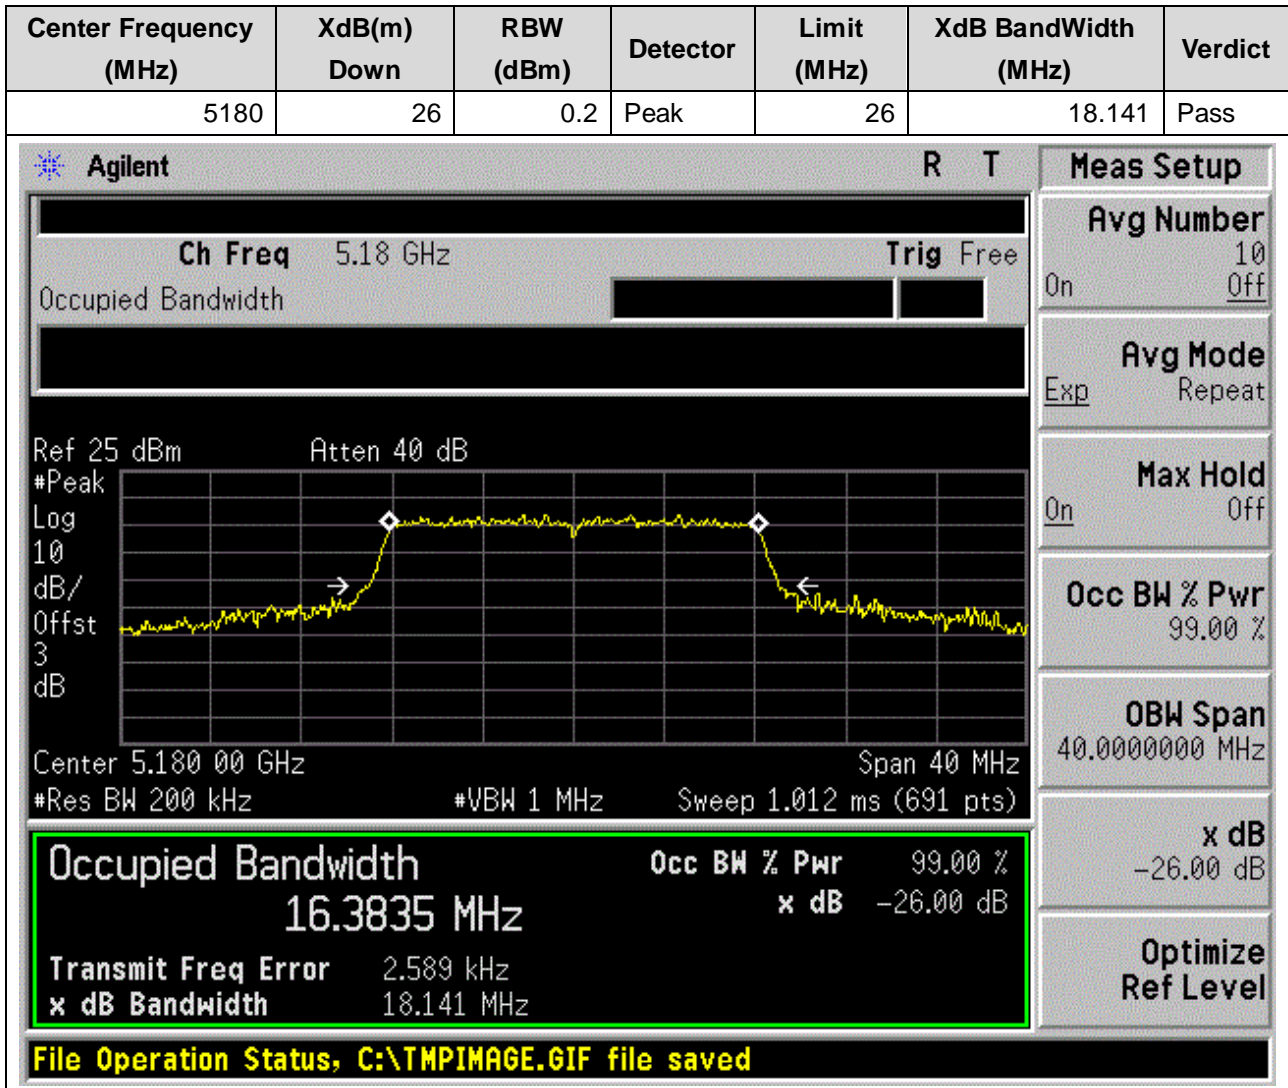 Center Frequency (MHz) XdB(m) Down RBW (dBm) Detector Limit (MHz) XdB BandWidth (MHz) Verdict
5180 26 0.2 Peak 26 18.141 Pass
Agilent R T
Ch Freq 5.18 GHz Trig Free
Occupied Bandwidth
Ref 25 dBm Atten 40 dB
#Peak
Log
10
dB/
Offst
3
dB
Center 5.180 00 GHz Span 40 MHz
#Res BW 200 kHz #VBW 1 MHz Sweep 1.012 ms (691 pts)
Occupied Bandwidth Occ BW % Pwr 99.00 %
16.3835 MHz x dB -26.00 dB
Transmit Freq Error 2.589 kHz
x dB Bandwidth 18.141 MHz
File Operation Status, C:\TMPIMAGE.GIF file saved
Meas Setup
Avg Number
10
On Off
Avg Mode
Exp Repeat
Max Hold
On Off
Occ BW % Pwr
99.00 %
OBW Span
40.0000000 MHz
x dB
-26.00 dB
Optimize
Ref Level